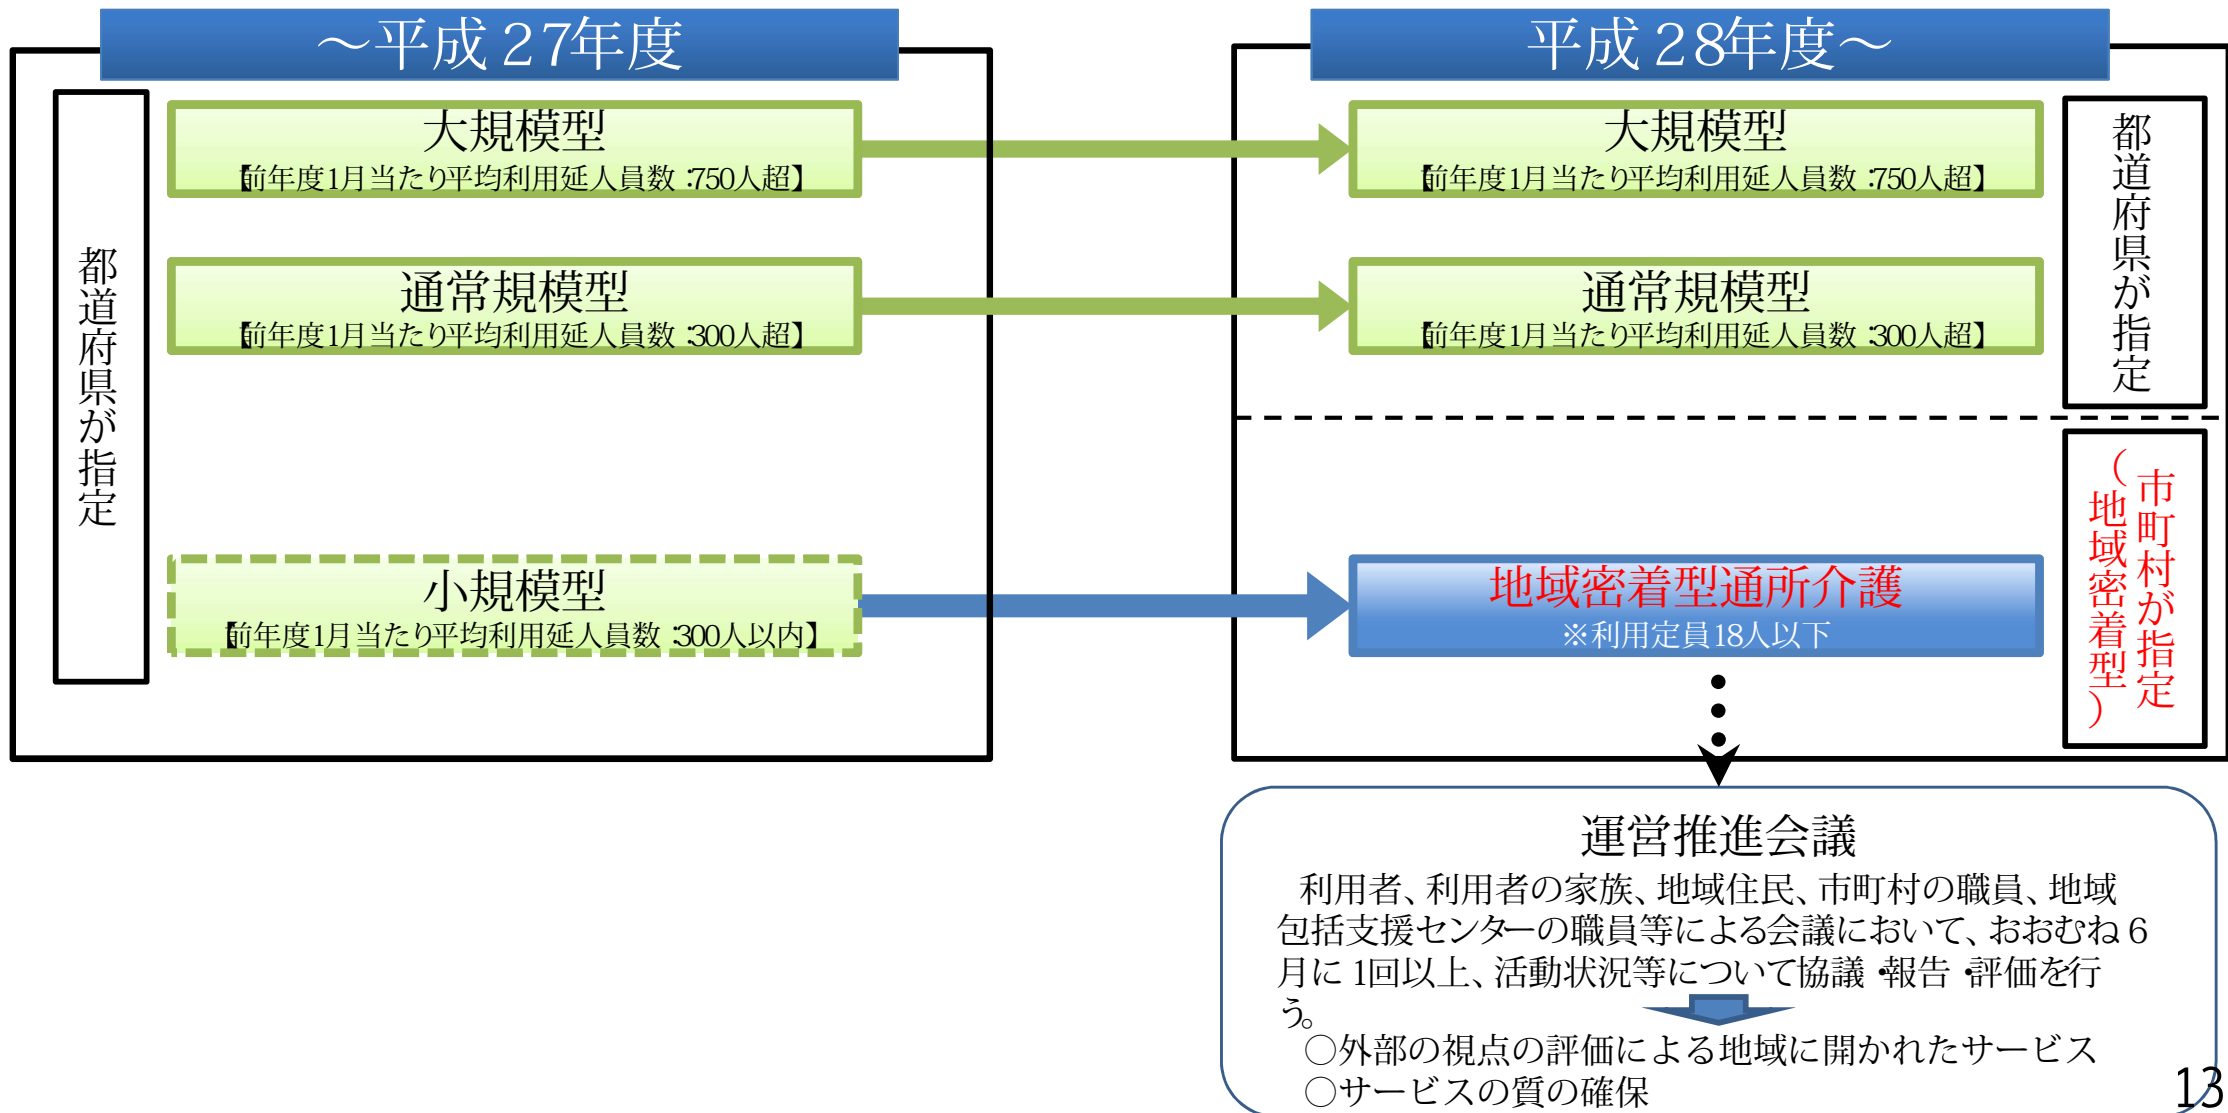 ～平成27年度
都道府県が指定
大規模型
【前年度1月当たり平均利用延人員数:750人超】
通常規模型
【前年度1月当たり平均利用延人員数:300人超】
小規模型
【前年度1月当たり平均利用延人員数:300人以内】
平成28年度～
大規模型
【前年度1月当たり平均利用延人員数:750人超】
通常規模型
【前年度1月当たり平均利用延人員数:300人超】
都道府県が指定
地域密着型通所介護
※利用定員18人以下
市町村が指定
（地域密着型）
運営推進会議
利用者、利用者の家族、地域住民、市町村の職員、地域
包括支援センターの職員等による会議において、おおむね6
月に1回以上、活動状況等について協議・報告・評価を行
う。
○外部の視点の評価による地域に開かれたサービス
○サービスの質の確保
13